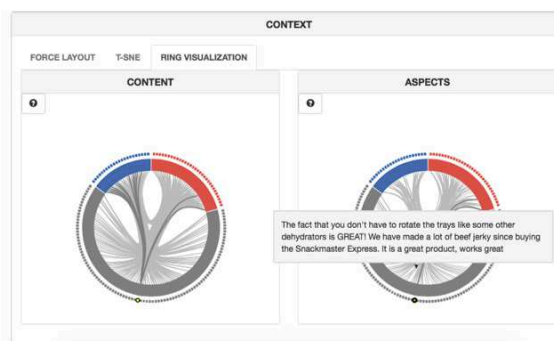 CONTEXT
FORCE LAYOUT T-SNE RING VISUALIZATION
CONTENT ASPECTS
The fact that you don't have to rotate the trays like some other
dehydrators is GREAT! We have made a lot of beef jerky since buying
the Snackmaster Express. It is a great product, works great